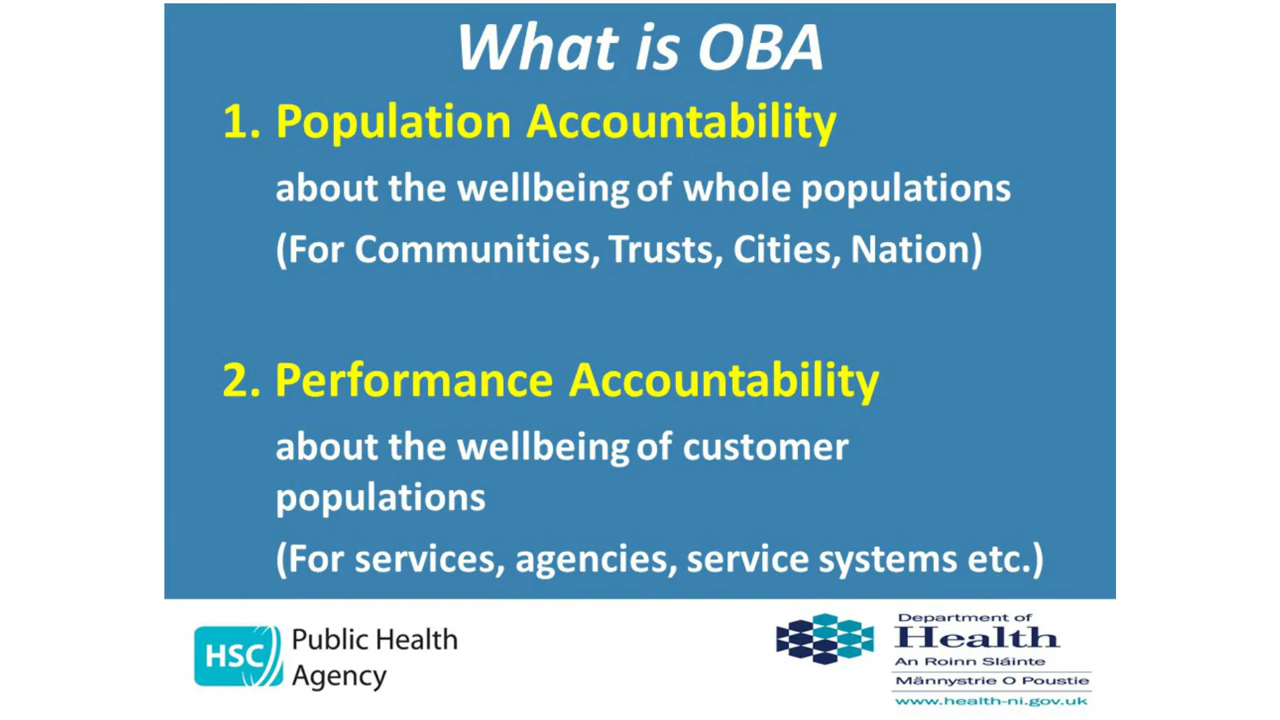 What is OBA
1. Population Accountability
about the wellbeing of whole populations
(For Communities, Trusts, Cities, Nation)
2. Performance Accountability
about the wellbeing of customer
populations
(For services, agencies, service systems etc.)
HSC
Public Health
Agency
Department of
Health
An Roinn Sláinte
Männystrie O Poustie
www.health-ni.gov.uk